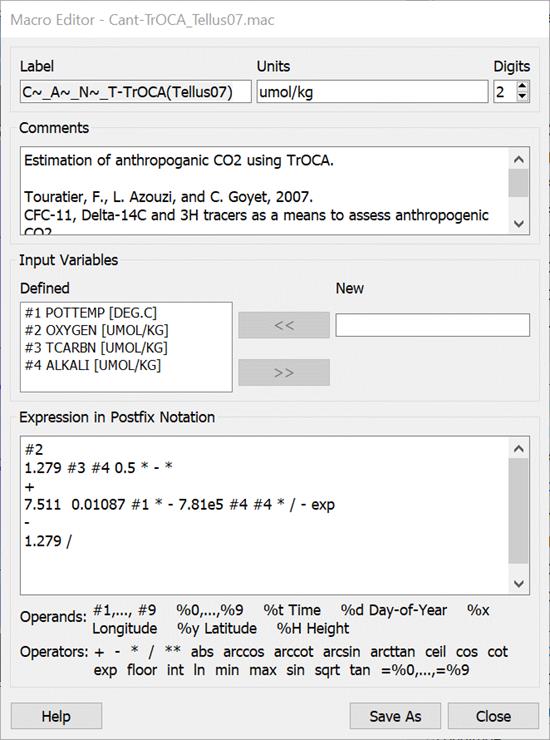 Macro Editor - Cant-TrOCA_Tellus07.mac
Label Units Digits
C~_A~_N~_T-TrOCA(Tellus07) umol/kg 2
Comments
Estimation of anthropoganic CO2 using TrOCA.
Touratier, F., L. Azouzi, and C. Goyet, 2007.
CFC-11, Delta-14C and 3H tracers as a means to assess anthropogenic
CO2
Input Variables
Defined New
#1 POTTEMP [DEG.C]
#2 OXYGEN [UMOL/KG]
#3 TCARBN [UMOL/KG]
#4 ALKALI [UMOL/KG]
<<
>>
Expression in Postfix Notation
#2
1.279 #3 #4 0.5 * - *
+
7.511 0.01087 #1 * - 7.81e5 #4 #4 * / - exp
-
1.279 /
Operands: #1,..., #9 %0,...,%9 %t Time %d Day-of-Year %x
Longitude %y Latitude %H Height
Operators: + - * / ** abs arccos arccot arcsin arcttan ceil cos cot
exp floor int ln min max sin sqrt tan =%0,...,=%9
Help Save As Close